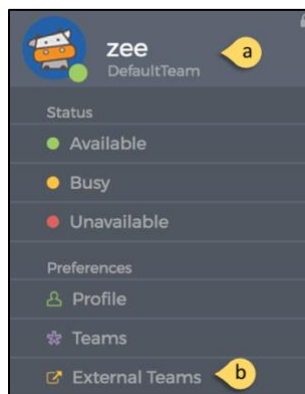 zee a
DefaultTeam
Status
Available
Busy
Unavailable
Preferences
Profile
Teams
External Teams b